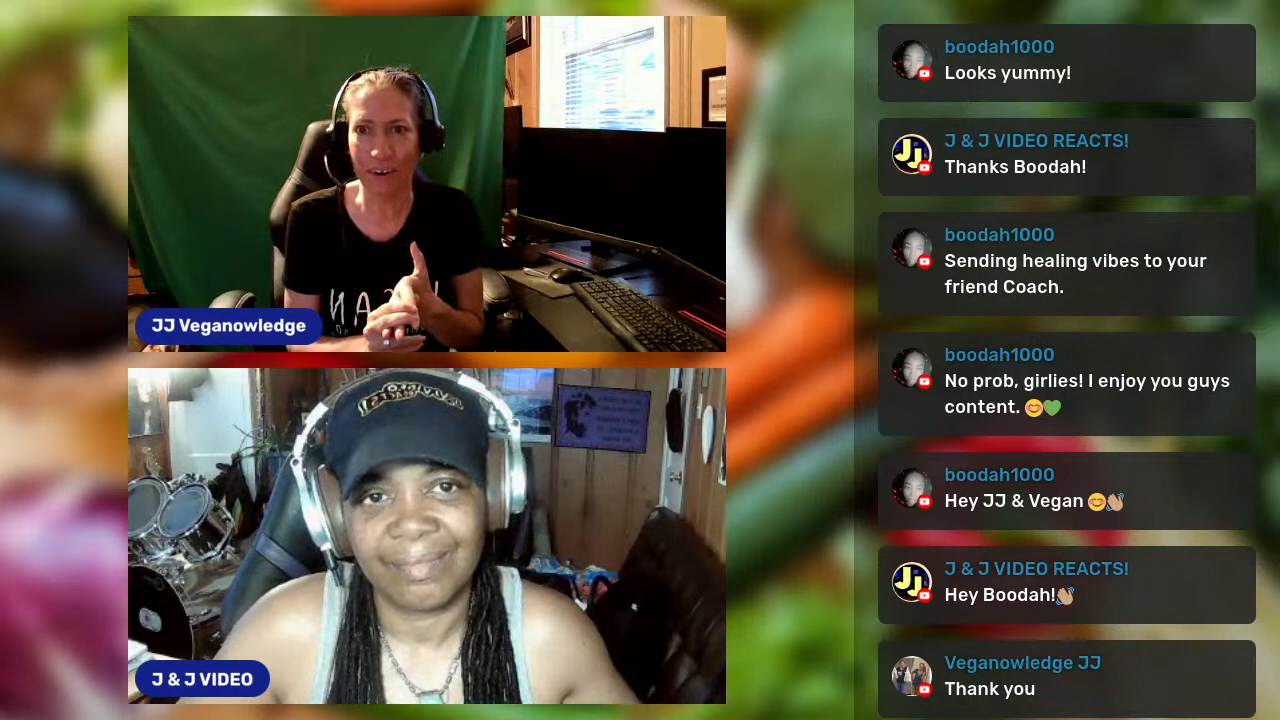 JJ Veganowledge
J & J VIDEO
boodah1000
Looks yummy!
J & J VIDEO REACTS!
Thanks Boodah!
boodah1000
Sending healing vibes to your
friend Coach.
boodah1000
No prob, girlies! I enjoy you guys
content. 😊💚
boodah1000
Hey JJ & Vegan 😊👋🏼
J & J VIDEO REACTS!
Hey Boodah!👋🏼
Veganowledge JJ
Thank you